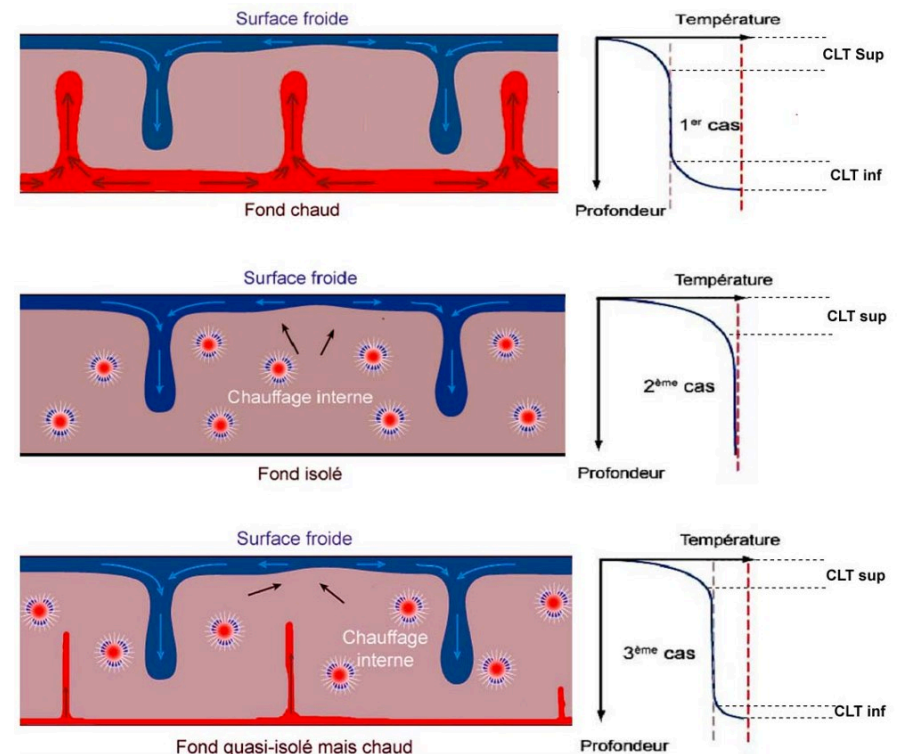 Surface froide
Température
CLT Sup
1er cas
CLT inf
Profondeur
Fond chaud
Surface froide
Température
CLT sup
Chauffage interne
2ème cas
Fond isolé
Profondeur
Surface froide
Température
CLT sup
Chauffage
interne
3ème cas
CLT inf
Fond quasi-isolé mais chaud
Profondeur